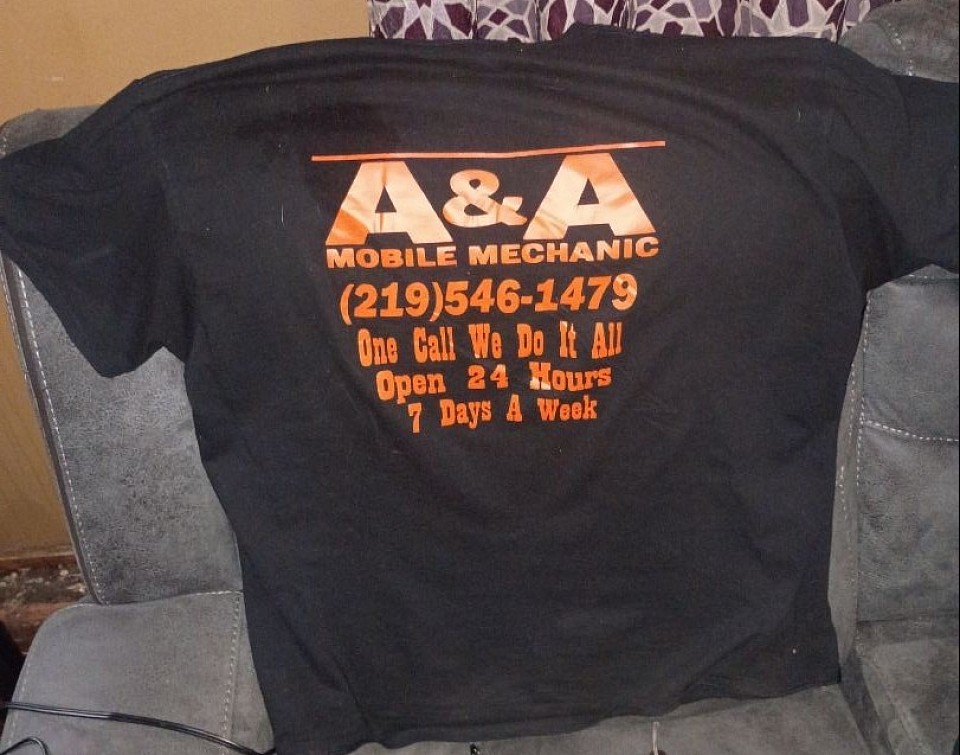 A&A
MOBILE MECHANIC
(219)546-1479
One Call We Do It All
Open 24 Hours
7 Days A Week